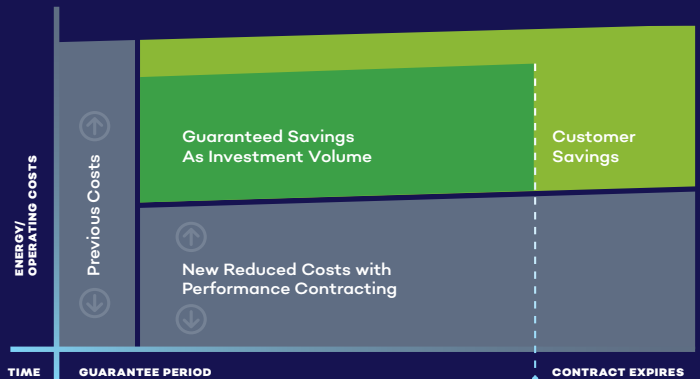 ENERGY/
OPERATING COSTS
Previous Costs
Guaranteed Savings
As Investment Volume
Customer
Savings
New Reduced Costs with
Performance Contracting
TIME
GUARANTEE PERIOD
CONTRACT EXPIRES